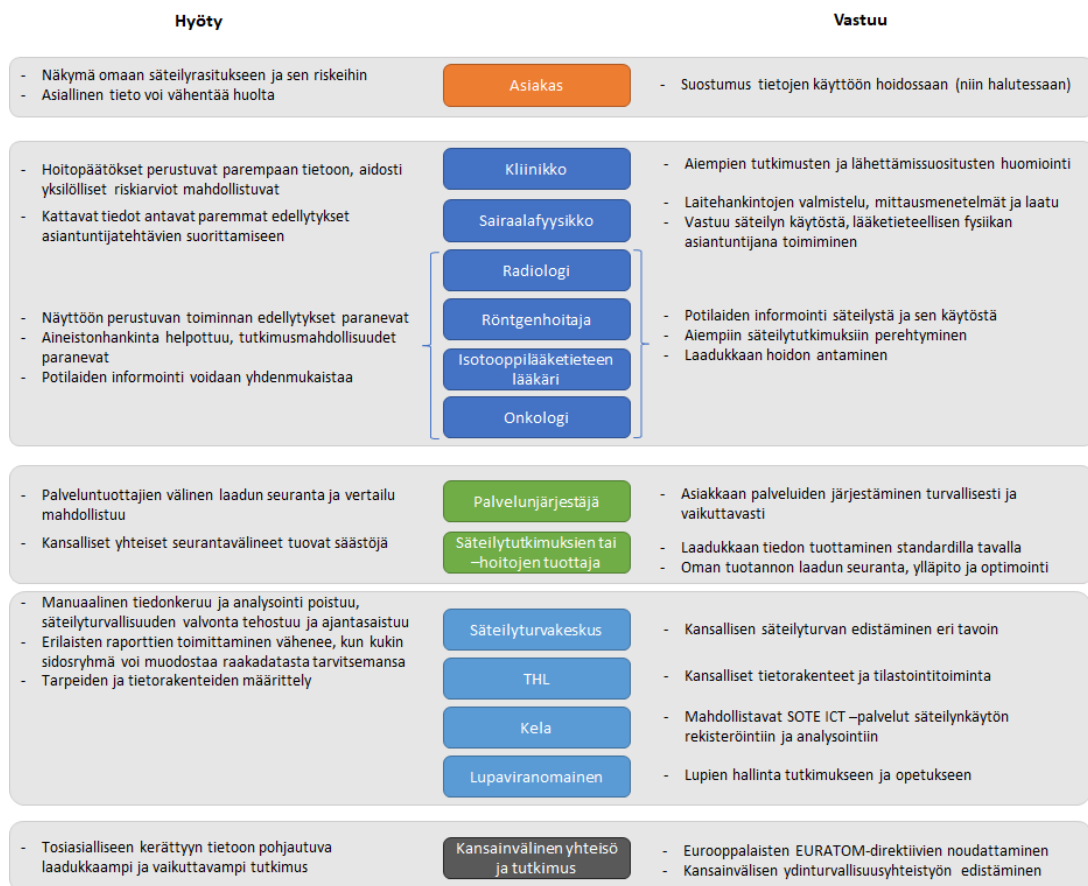 Hyöty
Vastuu
- Näkymä omaan säteilyrasitukseen ja sen riskeihin
- Asiallinen tieto voi vähentää huolta
Asiakas
- Suostumus tietojen käyttöön hoidossaan (niin halutessaan)
- Hoitopäätökset perustuvat parempaan tietoon, aidosti
yksilölliset riskiarviot mahdollistuvat
Kliinikko
- Aiempien tutkimusten ja lähettämissuositusten huomiointi
- Kattavat tiedot antavat paremmat edellytykset
asiantuntijatehtävien suorittamiseen
Sairaalafyysikko
- Laitehankintojen valmistelu, mittausmenetelmät ja laatu
- Vastuu säteilyn käytöstä, lääketieteellisen fysiikan
asiantuntijana toimiminen
- Näyttöön perustuvan toiminnan edellytykset paranevat
- Aineistonhankinta helpottuu, tutkimusmahdollisuudet
paranevat
- Potilaiden informointi voidaan yhdenmukaistaa
Radiologi
Röntgenhoitaja
Isotooppilääketieteen
lääkäri
Onkologi
- Potilaiden informointi säteilystä ja sen käytöstä
- Aiempiin säteilytutkimuksiin perehtyminen
- Laadukkaan hoidon antaminen
- Palveluntuottajien välinen laadun seuranta ja vertailu
mahdollistuu
Palvelunjärjestäjä
- Asiakkaan palveluiden järjestäminen turvallisesti ja
vaikuttavasti
- Kansalliset yhteiset seurantavälineet tuovat säästöjä
Säteilytutkimuksien tai
–hoitojen tuottaja
- Laadukkaan tiedon tuottaminen standardilla tavalla
- Oman tuotannon laadun seuranta, ylläpito ja optimointi
- Manuaalinen tiedonkeruu ja analysointi poistuu,
säteilyturvallisuuden valvonta tehostuu ja ajantasaistuu
- Erilaisten raporttien toimittaminen vähenee, kun kukin
sidosryhmä voi muodostaa raakadatasta tarvitsemansa
- Tarpeiden ja tietorakenteiden määrittely
Säteilyturvakeskus
- Kansallisen säteilyturvan edistäminen eri tavoin
THL
- Kansalliset tietorakenteet ja tilastointitoiminta
Kela
- Mahdollistavat SOTE ICT –palvelut säteilynkäytön
rekisteröintiin ja analysointiin
Lupaviranomainen
- Lupien hallinta tutkimukseen ja opetukseen
- Tosiasialliseen kerättyyn tietoon pohjautuva
laadukkaampi ja vaikuttavampi tutkimus
Kansainvälinen yhteisö
ja tutkimus
- Eurooppalaisten EURATOM-direktiivien noudattaminen
- Kansainvälisen ydinturvallisuusyhteistyön edistäminen